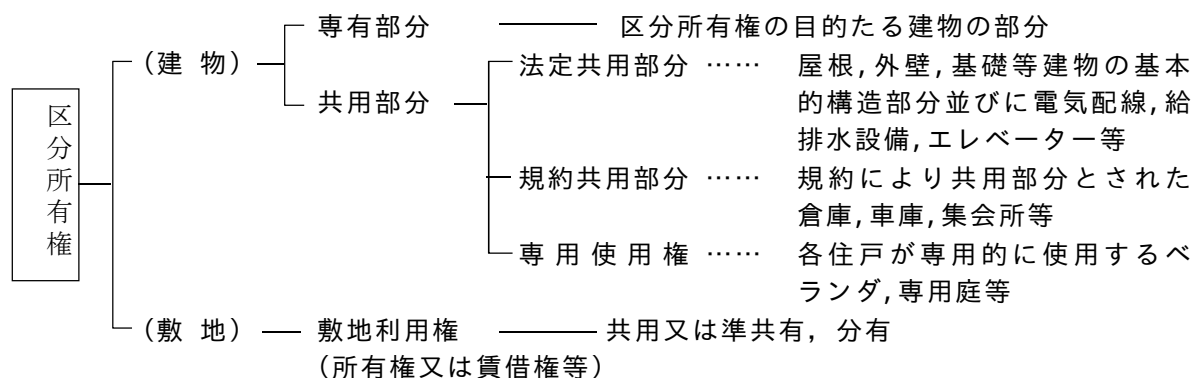 区分所有権
（建 物）
専有部分 区分所有権の目的たる建物の部分
共用部分
法定共用部分 …… 屋根,外壁,基礎等建物の基本
的構造部分並びに電気配線,給
排水設備,エレベーター等
規約共用部分 …… 規約により共用部分とされた
倉庫,車庫,集会所等
専用使用権 …… 各住戸が専用的に使用するベ
ランダ,専用庭等
（敷 地） 敷地利用権 共用又は準共有，分有
（所有権又は賃借権等）